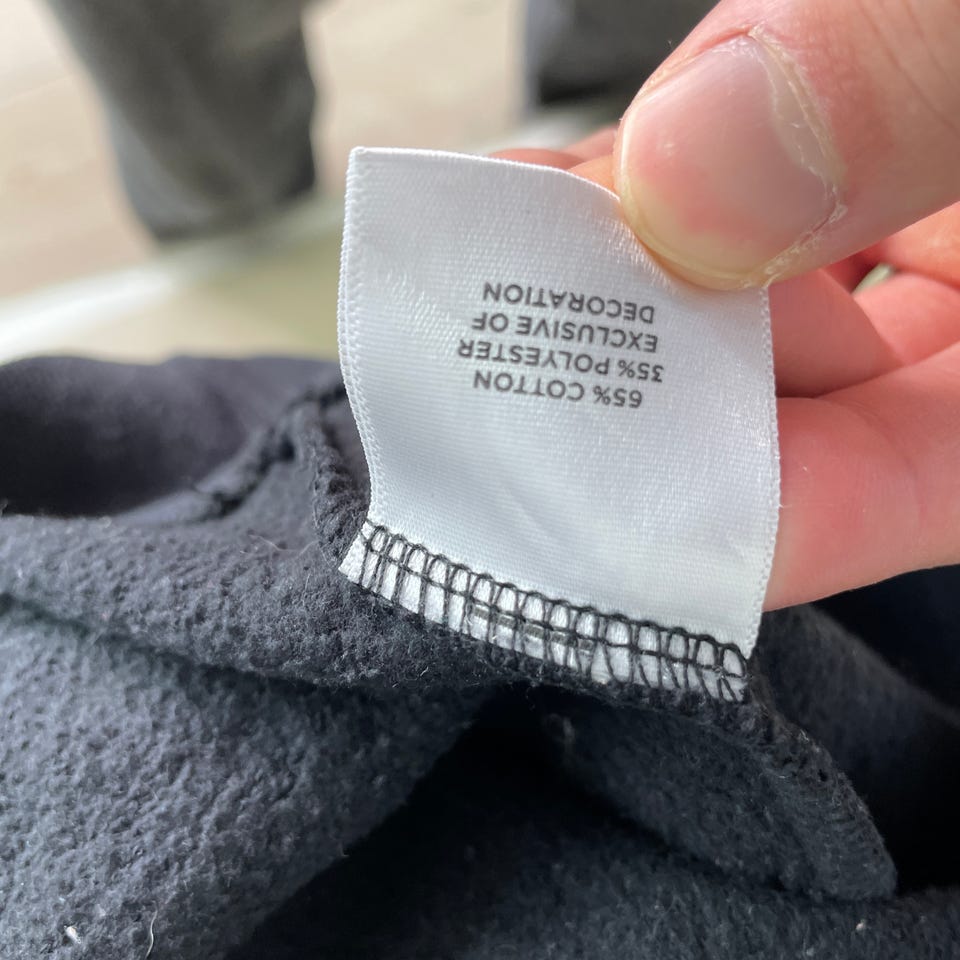 65% COTTON
35% POLYESTER
EXCLUSIVE OF
DECORATION